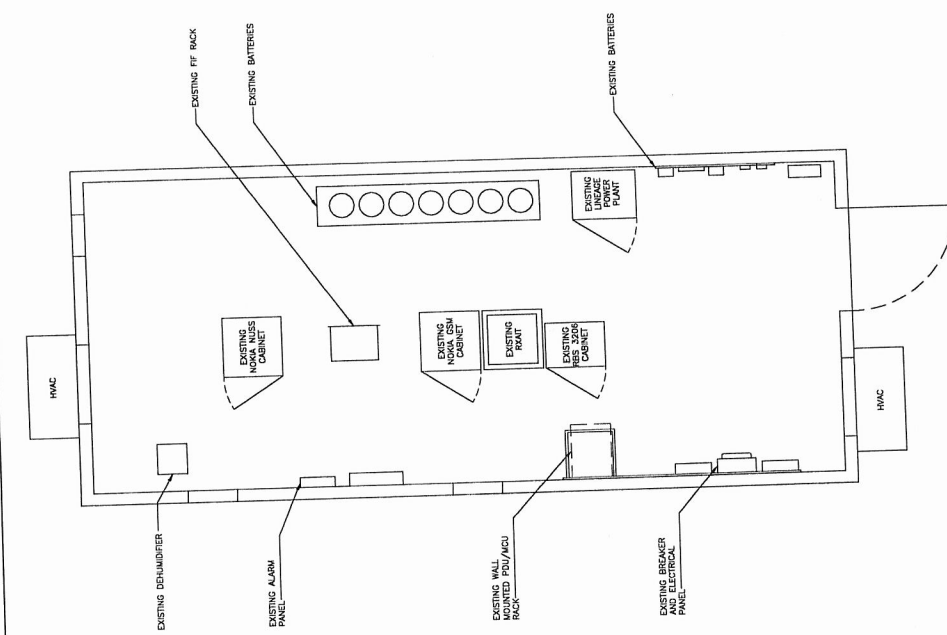 EXISTING FIF RACK
EXISTING BATTERIES
EXISTING BATTERIES
HVAC
EXISTING
NOKIA NUSS
CABINET
EXISTING
NOKIA GSM
CABINET
EXISTING
RXAIT
EXISTING
RBS 3206
CABINET
EXISTING
LINEAGE
POWER
PLANT
HVAC
EXISTING DEHUMIDIFIER
EXISTING ALARM
PANEL
EXISTING WALL
MOUNTED PDU/MCU
RACK
EXISTING BREAKER
AND ELECTRICAL
PANEL